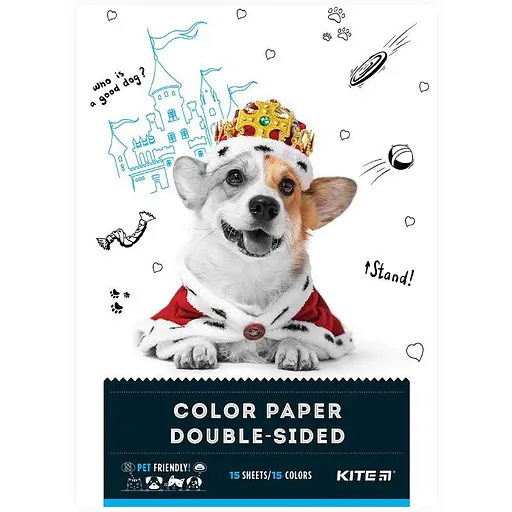 who is
a good dog?
↑Stand!
COLOR PAPER
DOUBLE-SIDED
PET FRIENDLY!
15 SHEETS/15 COLORS
KITE